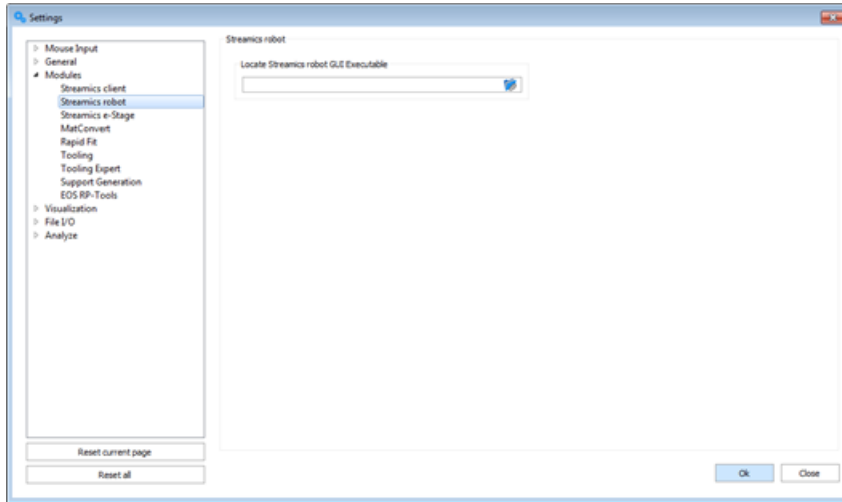 Settings
Mouse Input
General
Modules
Streamics client
Streamics robot
Streamics e-Stage
MatConvert
Rapid Fit
Tooling
Tooling Expert
Support Generation
EOS RP-Tools
Visualization
File I/O
Analyze
Reset current page
Reset all
Streamics robot
Locate Streamics robot GUI Executable
Ok
Close